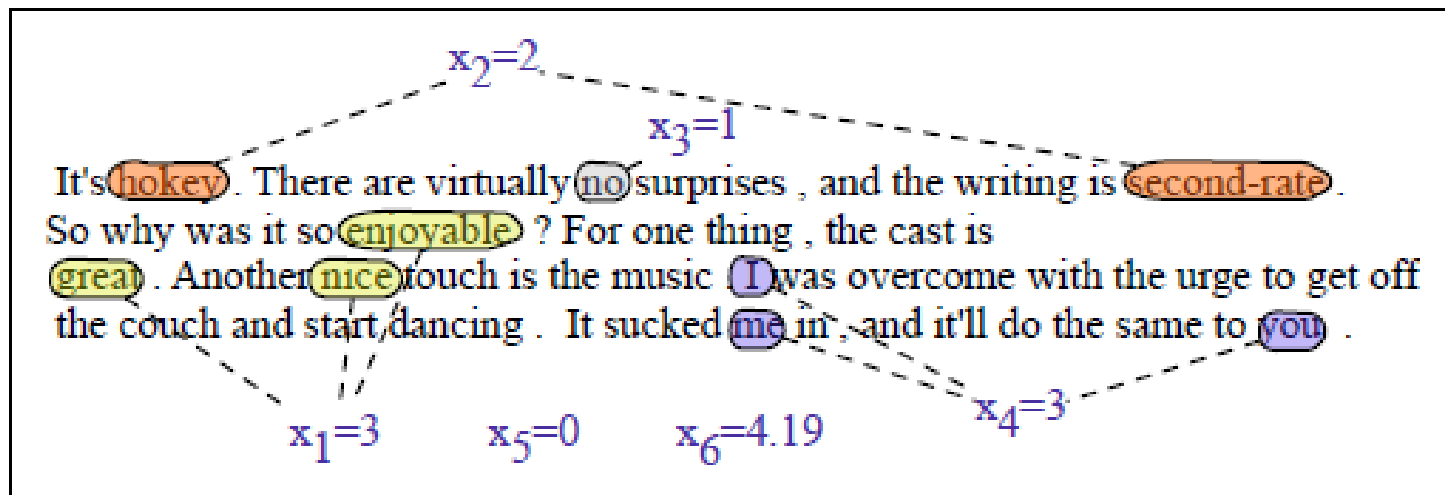 x2=2
x3=1
It's hokey . There are virtually no surprises , and the writing is second-rate .
So why was it so enjoyable ? For one thing , the cast is
great . Another nice touch is the music . I was overcome with the urge to get off
the couch and start dancing . It sucked me in , and it'll do the same to you .
x1=3 x5=0 x6=4.19 x4=3